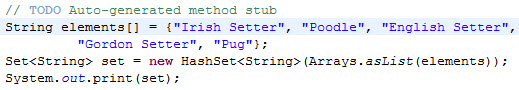 // TODO Auto-generated method stub
String elements[] = {"Irish Setter", "Poodle", "English Setter",
"Gordon Setter", "Pug"};
Set<String> set = new HashSet<String>(Arrays.asList(elements));
System.out.print(set);